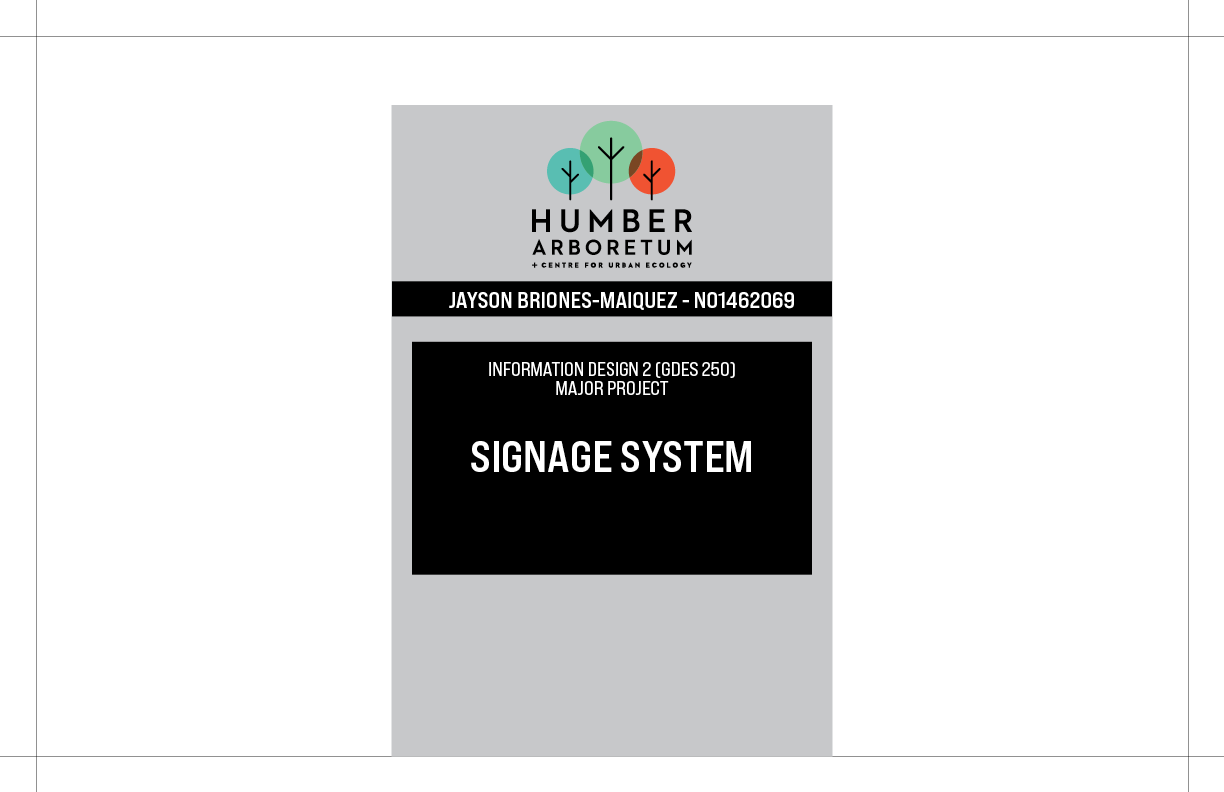 HUMBER
ARBORETUM
+ CENTRE FOR URBAN ECOLOGY
JAYSON BRIONES-MAIQUEZ - N01462069
INFORMATION DESIGN 2 (GDES 250)
MAJOR PROJECT
SIGNAGE SYSTEM